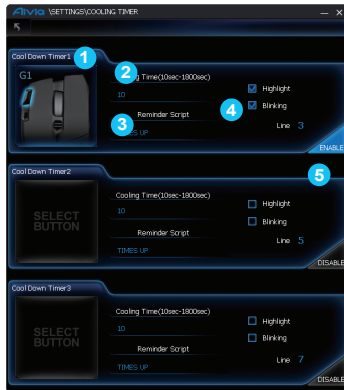 Aivia \SETTINGS\COOLING TIMER
Cool Down Timer1 1
G1
2 ng Time(10sec-1800sec)
10
Highlight
4 Blinking
3 Reminder Script
ES UP
Line 3
ENABLE
Cool Down Timer2
5
Cooling Time(10sec-1800sec)
10
Highlight
Blinking
SELECT
BUTTON
Reminder Script
TIMES UP
Line 5
DISABLE
Cool Down Timer3
Cooling Time(10sec-1800sec)
10
Highlight
Blinking
SELECT
BUTTON
Reminder Script
TIMES UP
Line 7
DISABLE